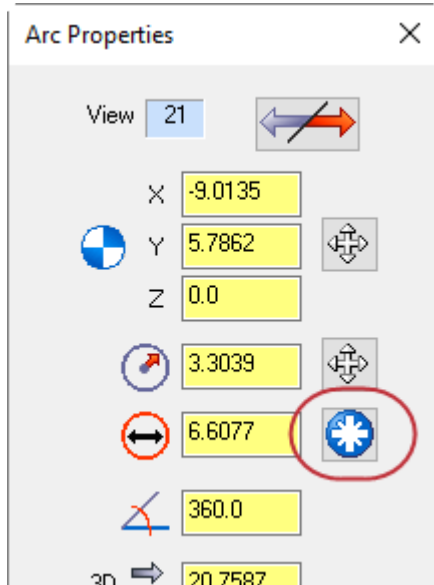 Arc Properties
View 21
X -9.0135
Y 5.7862
Z 0.0
3.3039
6.6077
360.0
3D 20.7587